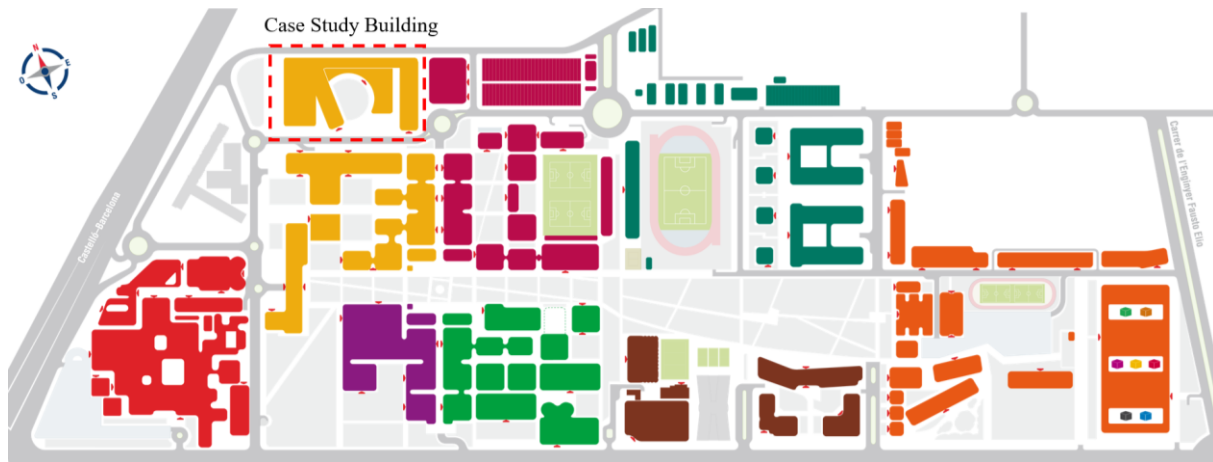 Case Study Building
N
E
O
S
Castelló-Barcelona
Carrer de l'Enginyer Fausto Elio